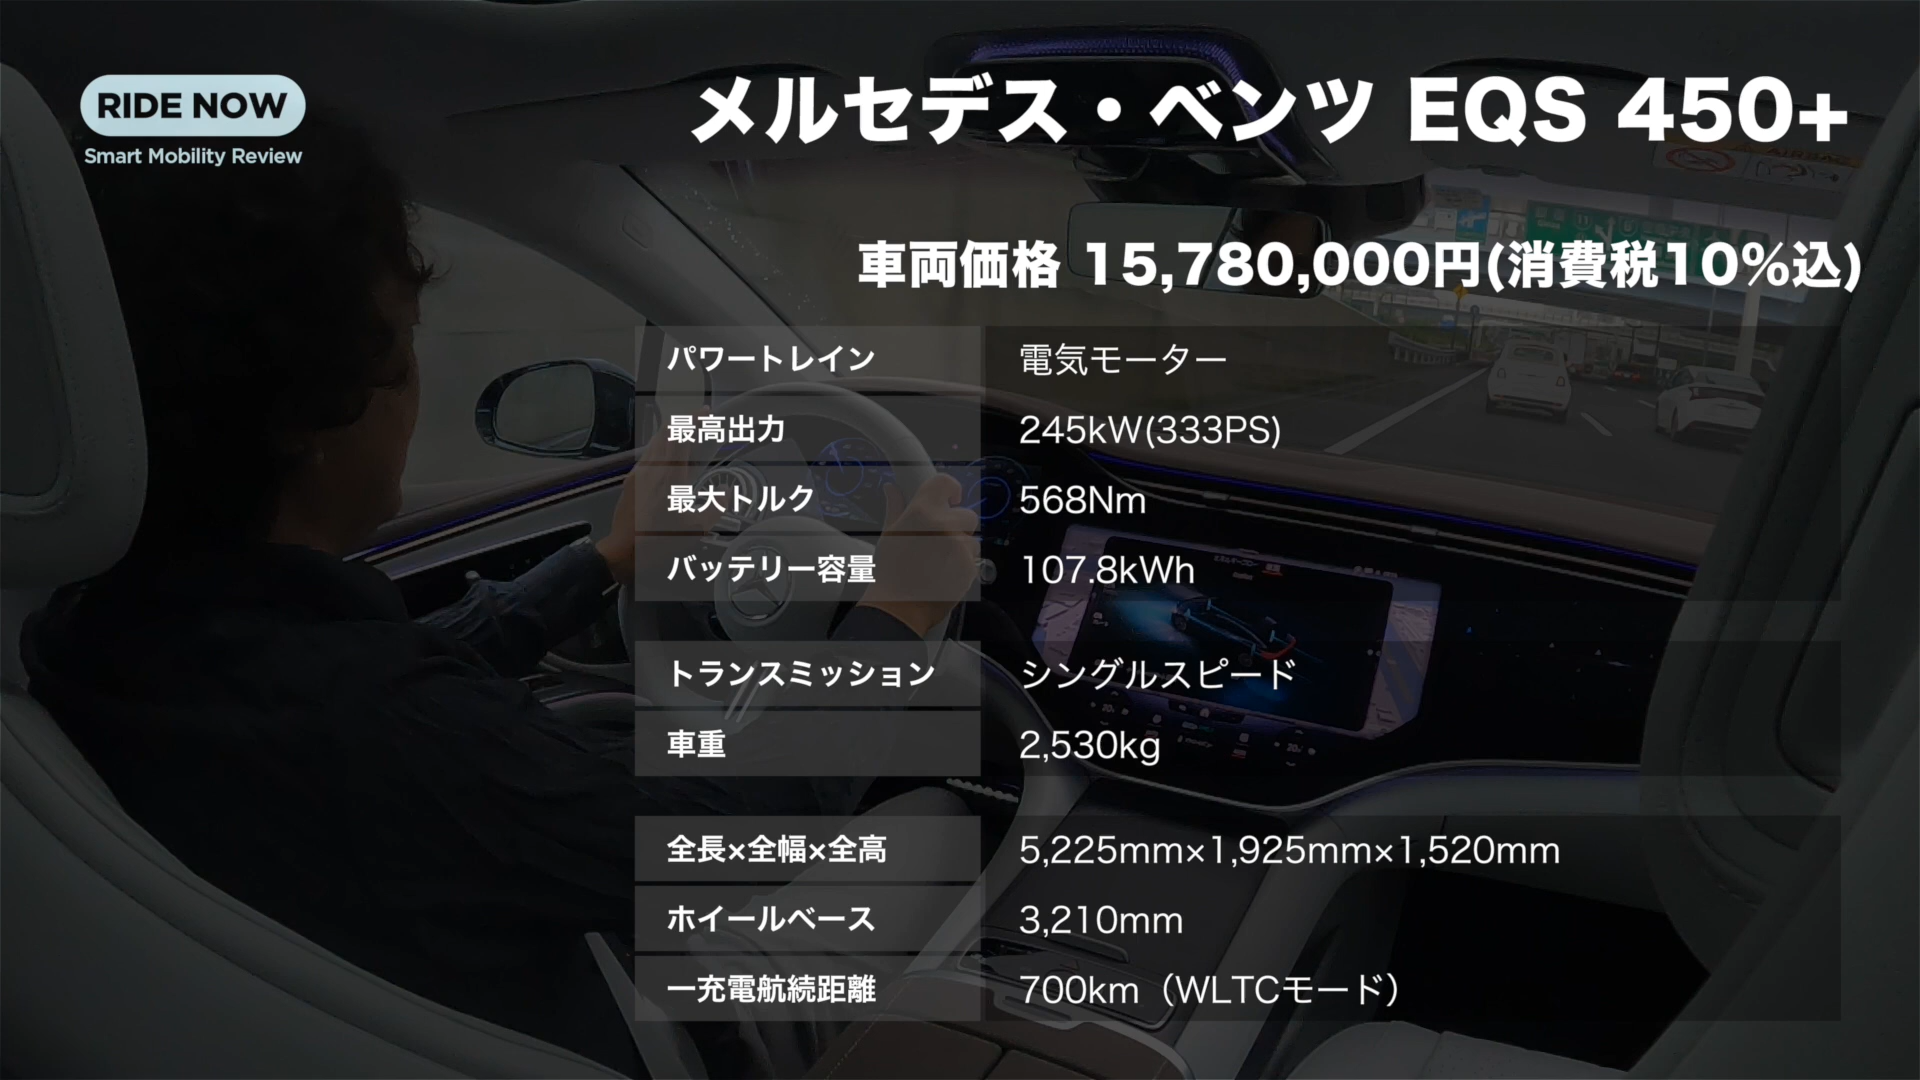 RIDE NOW
Smart Mobility Review
メルセデス・ベンツ EQS 450+
車両価格 15,780,000円(消費税10%込)
パワートレイン 電気モーター
最高出力 245kW(333PS)
最大トルク 568Nm
バッテリー容量 107.8kWh
トランスミッション シングルスピード
車重 2,530kg
全長×全幅×全高 5,225mm×1,925mm×1,520mm
ホイールベース 3,210mm
一充電航続距離 700km（WLTCモード）